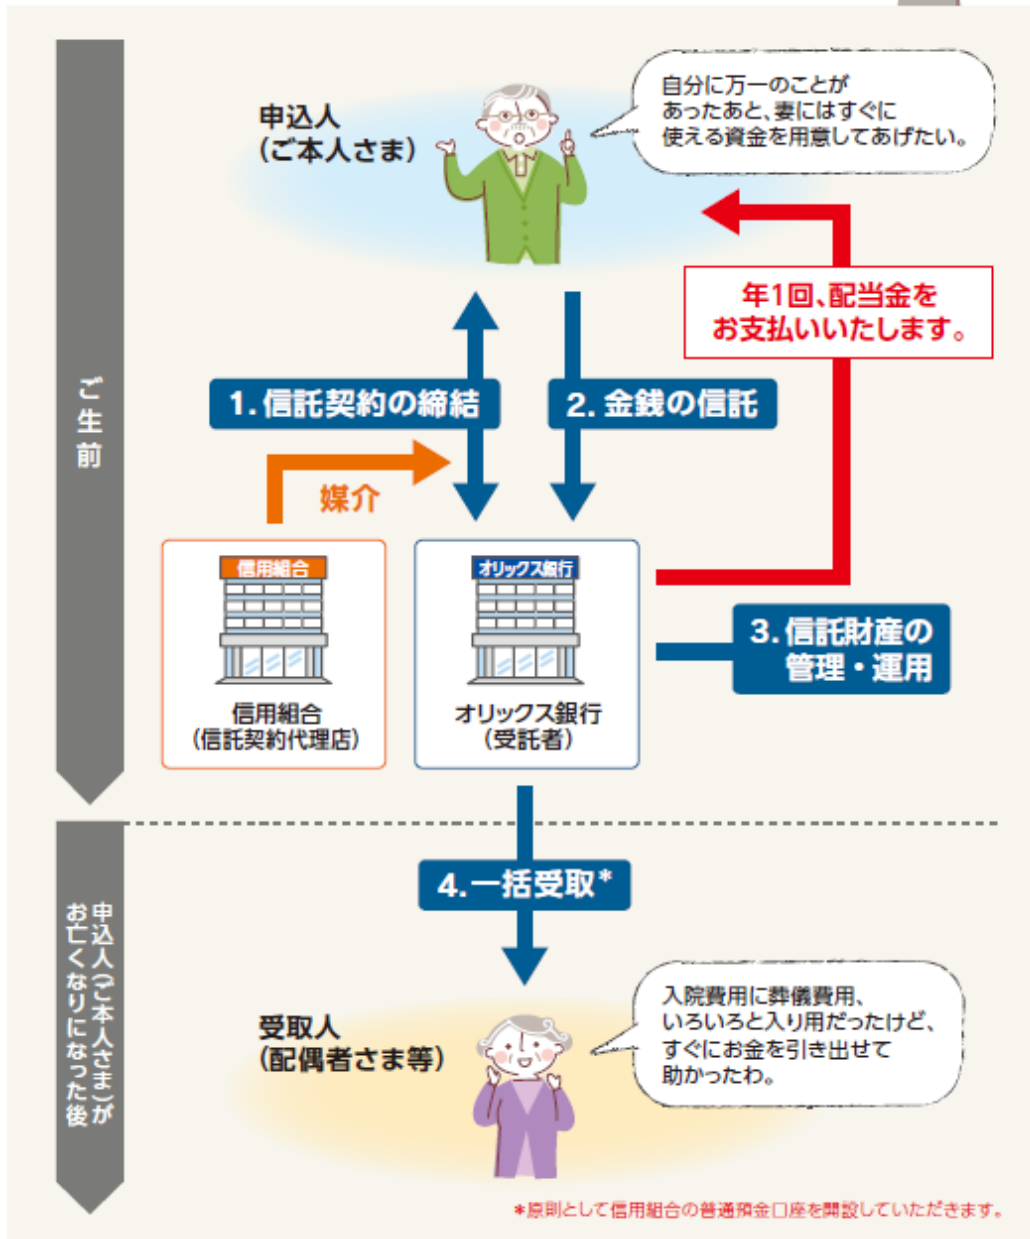 ご生前
申込人
（ご本人さま）
自分に万一のことが
あったあと、妻にはすぐに
使える資金を用意してあげたい。
年1回、配当金を
お支払いいたします。
1.信託契約の締結
2.金銭の信託
媒介
信用組合
オリックス銀行
信用組合
（信託契約代理店）
オリックス銀行
（受託者）
3.信託財産の
管理・運用
申込人（ご本人さま）が
お亡くなりになった後
4.一括受取*
受取人
（配偶者さま等）
入院費用に葬儀費用、
いろいろと入り用だったけど、
すぐにお金を引き出せて
助かったわ。
*原則として信用組合の普通預金口座を開設していただきます。